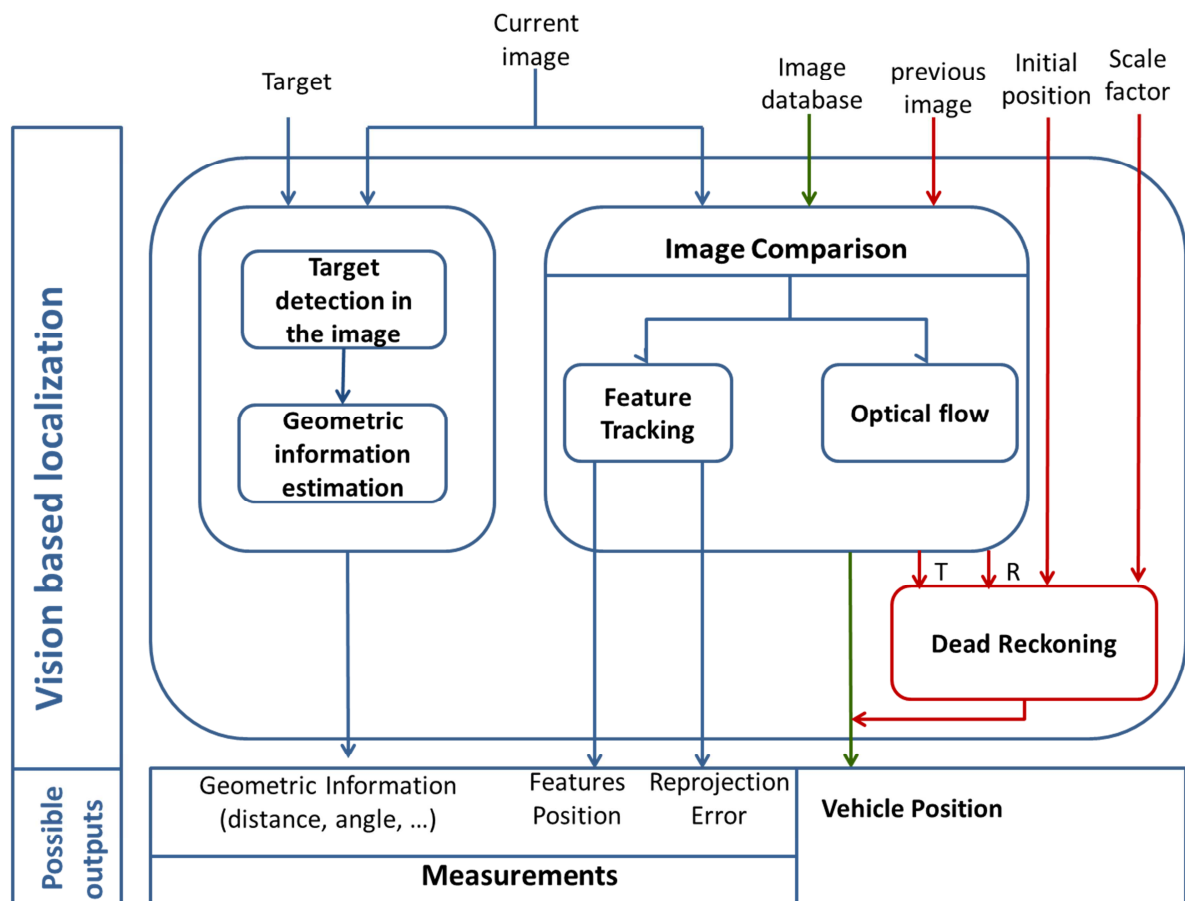 Current
image
Target
Image
database
previous
image
Initial
position
Scale
factor
Vision based localization
Target
detection in
the image
Geometric
information
estimation
Image Comparison
Feature
Tracking
Optical flow
T
R
Dead Reckoning
Possible
outputs
Geometric Information
(distance, angle, ...)
Features
Position
Reprojection
Error
Measurements
Vehicle Position